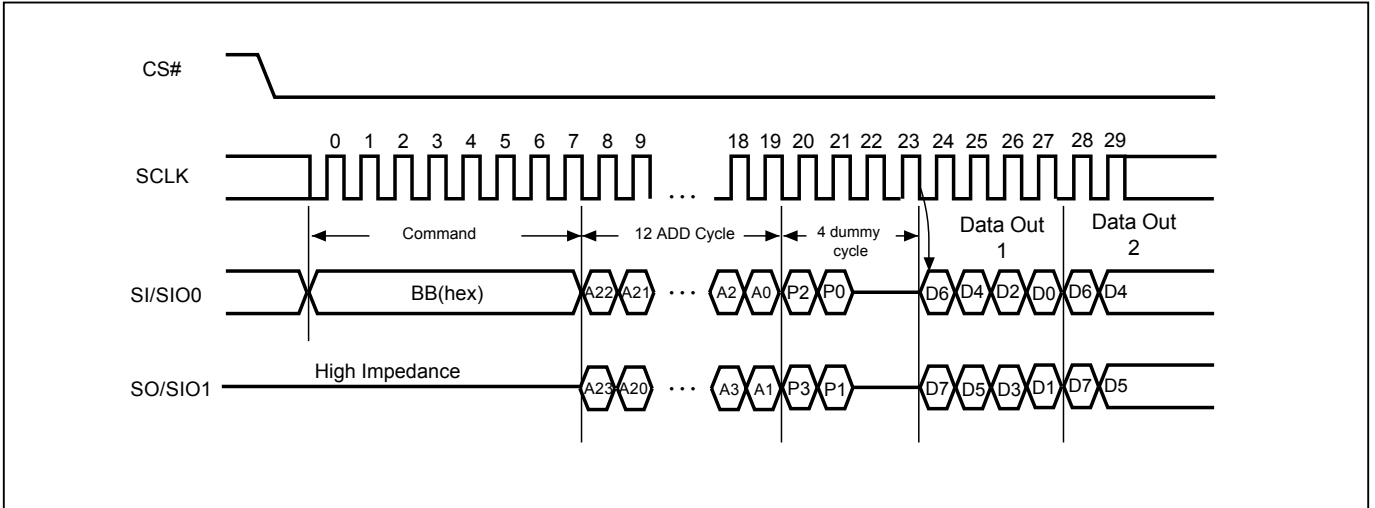 CS#
0 1 2 3 4 5 6 7 8 9 18 19 20 21 22 23 24 25 26 27 28 29
SCLK
...
Command
12 ADD Cycle
4 dummy
cycle
Data Out
1
Data Out
2
SI/SIO0
BB(hex)
A22 A21 ... A2 A0 P2 P0 D6 D4 D2 D0 D6 D4
High Impedance
SO/SIO1
A23 A20 ... A3 A1 P3 P1 D7 D5 D3 D1 D7 D5